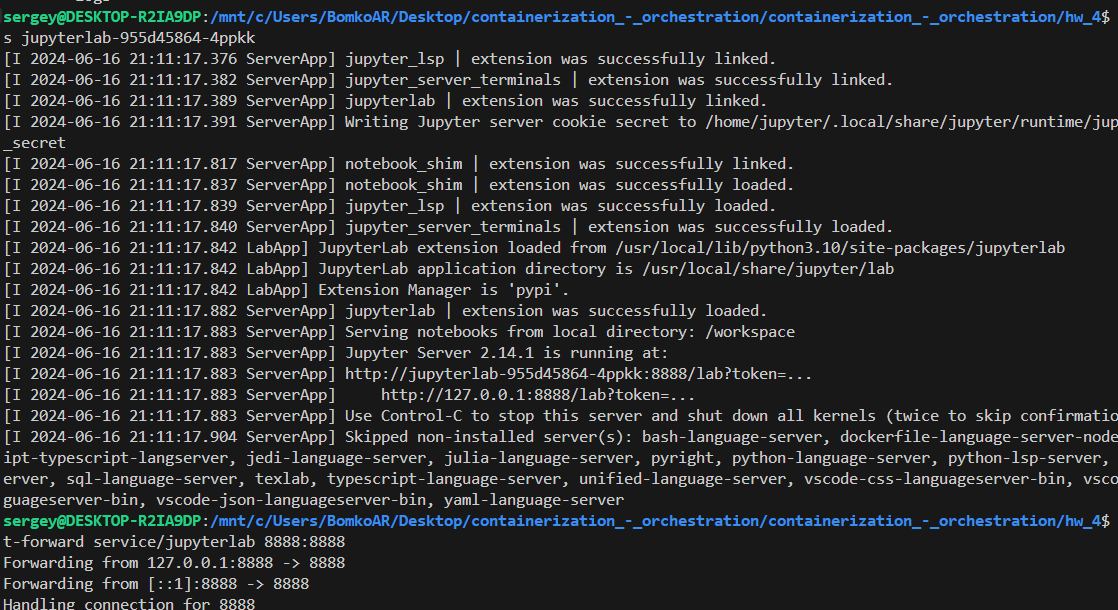 sergey@DESKTOP-R2IA9DP:/mnt/c/Users/BomkoAR/Desktop/containerization_-_orchestration/containerization_-_orchestration/hw_4$
s jupyterlab-955d45864-4ppkk
[I 2024-06-16 21:11:17.376 ServerApp] jupyter_lsp | extension was successfully linked.
[I 2024-06-16 21:11:17.382 ServerApp] jupyter_server_terminals | extension was successfully linked.
[I 2024-06-16 21:11:17.389 ServerApp] jupyterlab | extension was successfully linked.
[I 2024-06-16 21:11:17.391 ServerApp] Writing Jupyter server cookie secret to /home/jupyter/.local/share/jupyter/runtime/jup
_secret
[I 2024-06-16 21:11:17.817 ServerApp] notebook_shim | extension was successfully linked.
[I 2024-06-16 21:11:17.837 ServerApp] notebook_shim | extension was successfully loaded.
[I 2024-06-16 21:11:17.839 ServerApp] jupyter_lsp | extension was successfully loaded.
[I 2024-06-16 21:11:17.840 ServerApp] jupyter_server_terminals | extension was successfully loaded.
[I 2024-06-16 21:11:17.842 LabApp] JupyterLab extension loaded from /usr/local/lib/python3.10/site-packages/jupyterlab
[I 2024-06-16 21:11:17.842 LabApp] JupyterLab application directory is /usr/local/share/jupyter/lab
[I 2024-06-16 21:11:17.842 LabApp] Extension Manager is 'pypi'.
[I 2024-06-16 21:11:17.882 ServerApp] jupyterlab | extension was successfully loaded.
[I 2024-06-16 21:11:17.883 ServerApp] Serving notebooks from local directory: /workspace
[I 2024-06-16 21:11:17.883 ServerApp] Jupyter Server 2.14.1 is running at:
[I 2024-06-16 21:11:17.883 ServerApp] http://jupyterlab-955d45864-4ppkk:8888/lab?token=...
[I 2024-06-16 21:11:17.883 ServerApp]     http://127.0.0.1:8888/lab?token=...
[I 2024-06-16 21:11:17.883 ServerApp] Use Control-C to stop this server and shut down all kernels (twice to skip confirmatio
[I 2024-06-16 21:11:17.904 ServerApp] Skipped non-installed server(s): bash-language-server, dockerfile-language-server-node
ipt-typescript-langserver, jedi-language-server, julia-language-server, pyright, python-language-server, python-lsp-server,
erver, sql-language-server, texlab, typescript-language-server, unified-language-server, vscode-css-languageserver-bin, vsco
guageserver-bin, vscode-json-languageserver-bin, yaml-language-server
sergey@DESKTOP-R2IA9DP:/mnt/c/Users/BomkoAR/Desktop/containerization_-_orchestration/containerization_-_orchestration/hw_4$
t-forward service/jupyterlab 8888:8888
Forwarding from 127.0.0.1:8888 -> 8888
Forwarding from [::1]:8888 -> 8888
Handling connection for 8888